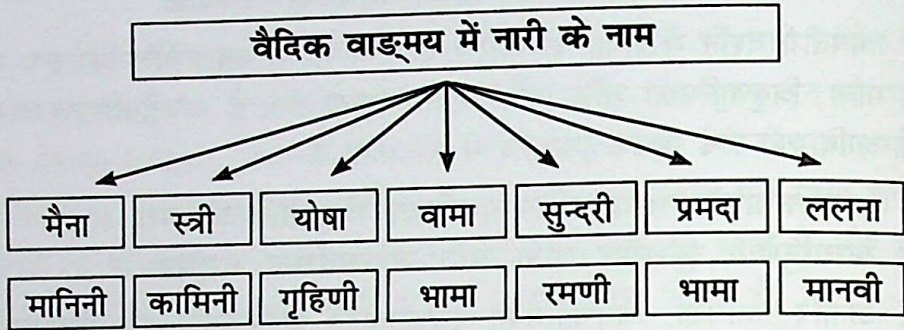 वैदिक वाङ्मय में नारी के नाम
मैना स्त्री योषा वामा सुन्दरी प्रमदा ललना
मानिनी कामिनी गृहिणी भामा रमणी भामा मानवी